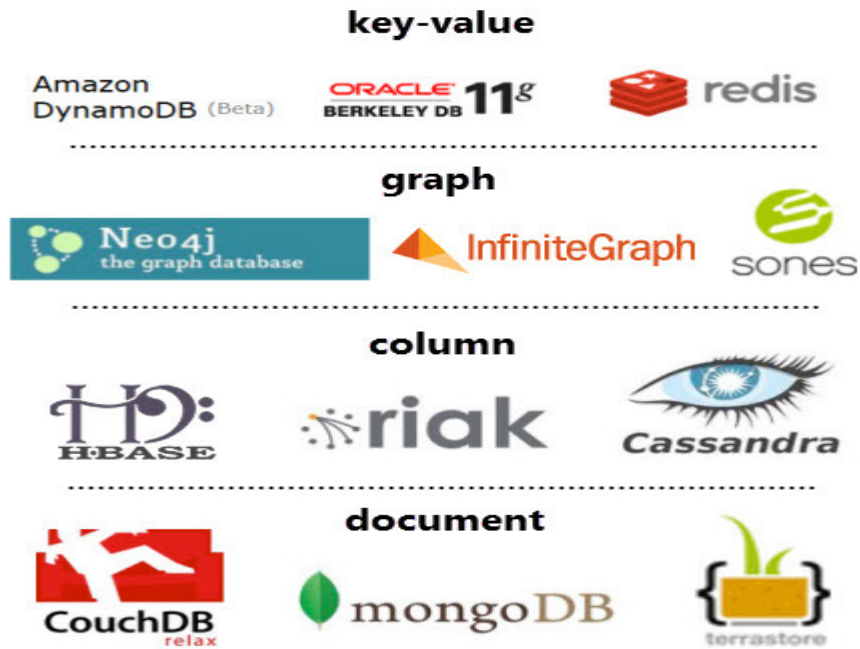 key-value
Amazon
DynamoDB (Beta)
ORACLE
BERKELEY DB 11g
redis
graph
Neo4j
the graph database
InfiniteGraph
sones
column
HBASE
riak
Cassandra
document
CouchDB
relax
mongoDB
terrastore